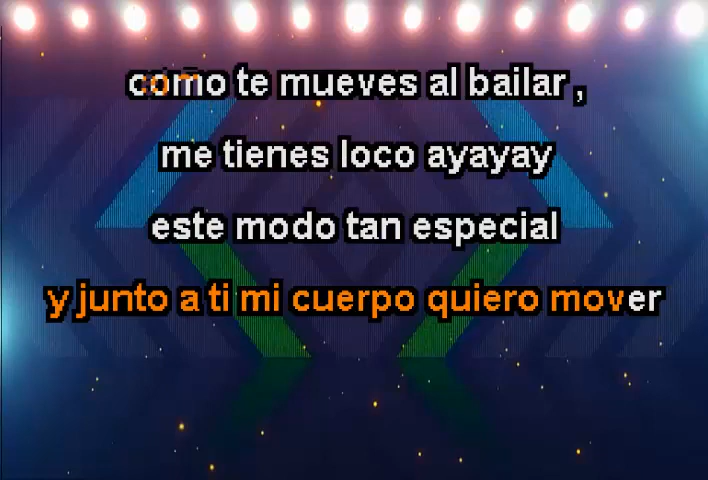 como te mueves al bailar ,
me tienes loco ayayay
este modo tan especial
y junto a ti mi cuerpo quiero mover